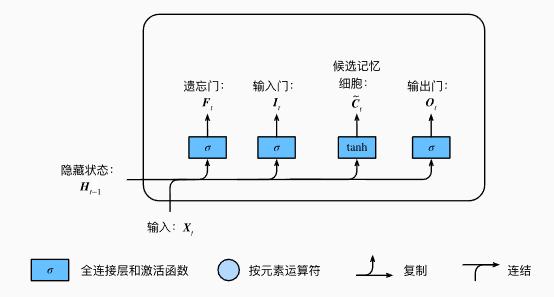 候选记忆
遗忘门： 输入门： 细胞： 输出门：
F_t I_t C̃_t O_t
σ σ tanh σ
隐藏状态：
H_{t−1}
输入：X_t
σ 全连接层和激活函数 按元素运算符 复制 连结